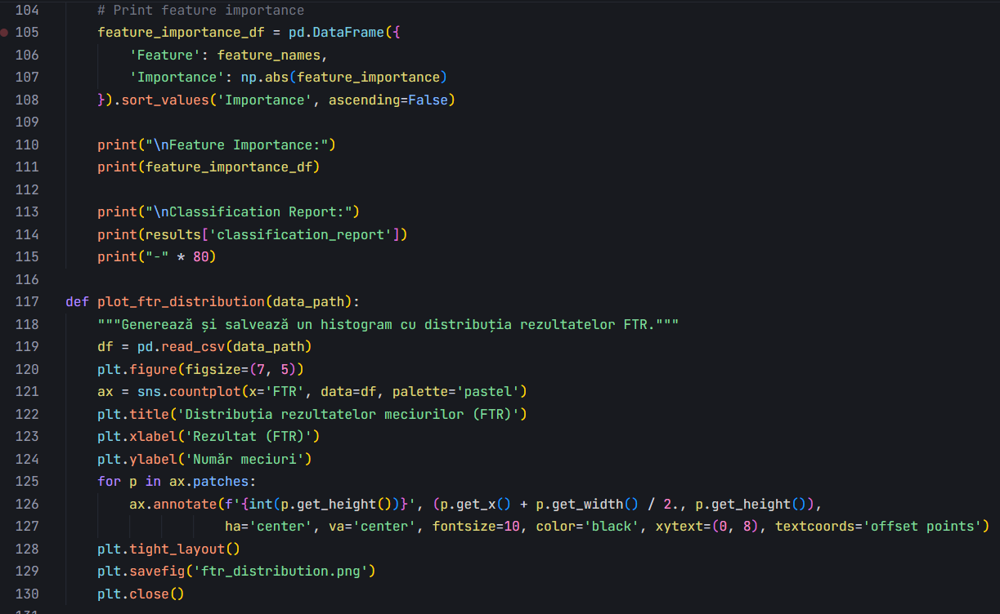 104 # Print feature importance
105 feature_importance_df = pd.DataFrame({
106 'Feature': feature_names,
107 'Importance': np.abs(feature_importance)
108 }).sort_values('Importance', ascending=False)
109
110 print("\nFeature Importance:")
111 print(feature_importance_df)
112
113 print("\nClassification Report:")
114 print(results['classification_report'])
115 print("-" * 80)
116
117 def plot_ftr_distribution(data_path):
118 """Generează și salvează un histogram cu distribuția rezultatelor FTR."""
119 df = pd.read_csv(data_path)
120 plt.figure(figsize=(7, 5))
121 ax = sns.countplot(x='FTR', data=df, palette='pastel')
122 plt.title('Distribuția rezultatelor meciurilor (FTR)')
123 plt.xlabel('Rezultat (FTR)')
124 plt.ylabel('Număr meciuri')
125 for p in ax.patches:
126 ax.annotate(f'{int(p.get_height())}', (p.get_x() + p.get_width() / 2., p.get_height()),
127 ha='center', va='center', fontsize=10, color='black', xytext=(0, 8), textcoords='offset points')
128 plt.tight_layout()
129 plt.savefig('ftr_distribution.png')
130 plt.close()